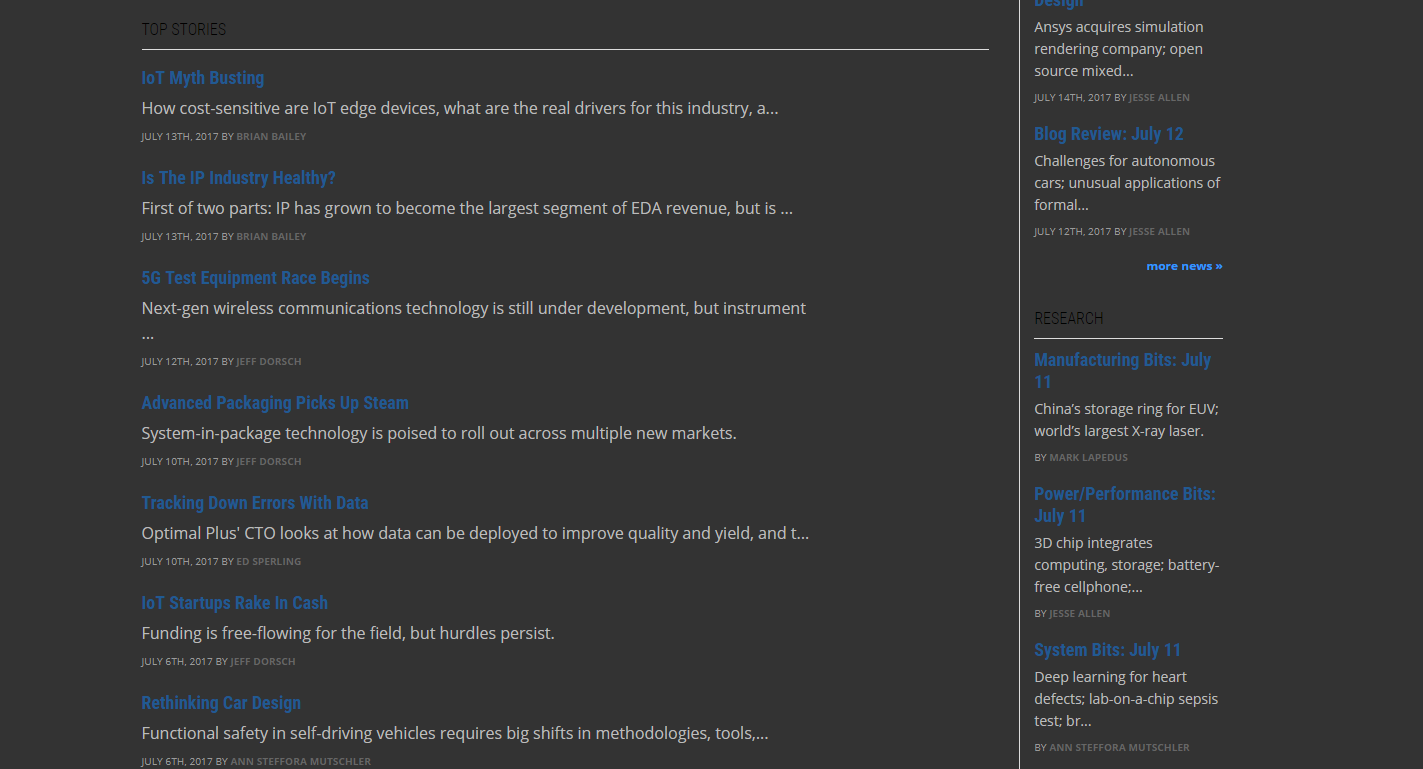 TOP STORIES
IoT Myth Busting
How cost-sensitive are IoT edge devices, what are the real drivers for this industry, a...
JULY 13TH, 2017 BY BRIAN BAILEY
Is The IP Industry Healthy?
First of two parts: IP has grown to become the largest segment of EDA revenue, but is ...
JULY 13TH, 2017 BY BRIAN BAILEY
5G Test Equipment Race Begins
Next-gen wireless communications technology is still under development, but instrument
...
JULY 12TH, 2017 BY JEFF DORSCH
Advanced Packaging Picks Up Steam
System-in-package technology is poised to roll out across multiple new markets.
JULY 10TH, 2017 BY JEFF DORSCH
Tracking Down Errors With Data
Optimal Plus' CTO looks at how data can be deployed to improve quality and yield, and t...
JULY 10TH, 2017 BY ED SPERLING
IoT Startups Rake In Cash
Funding is free-flowing for the field, but hurdles persist.
JULY 6TH, 2017 BY JEFF DORSCH
Rethinking Car Design
Functional safety in self-driving vehicles requires big shifts in methodologies, tools,...
JULY 6TH, 2017 BY ANN STEFFORA MUTSCHLER
Design
Ansys acquires simulation
rendering company; open
source mixed...
JULY 14TH, 2017 BY JESSE ALLEN
Blog Review: July 12
Challenges for autonomous
cars; unusual applications of
formal...
JULY 12TH, 2017 BY JESSE ALLEN
more news »
RESEARCH
Manufacturing Bits: July
11
China’s storage ring for EUV;
world’s largest X-ray laser.
BY MARK LAPEDUS
Power/Performance Bits:
July 11
3D chip integrates
computing, storage; battery-
free cellphone;...
BY JESSE ALLEN
System Bits: July 11
Deep learning for heart
defects; lab-on-a-chip sepsis
test; br...
BY ANN STEFFORA MUTSCHLER